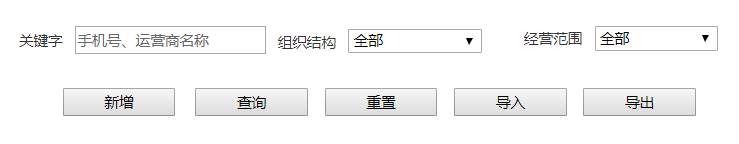 关键字 手机号、运营商名称 组织结构 全部 经营范围 全部
新增 查询 重置 导入 导出